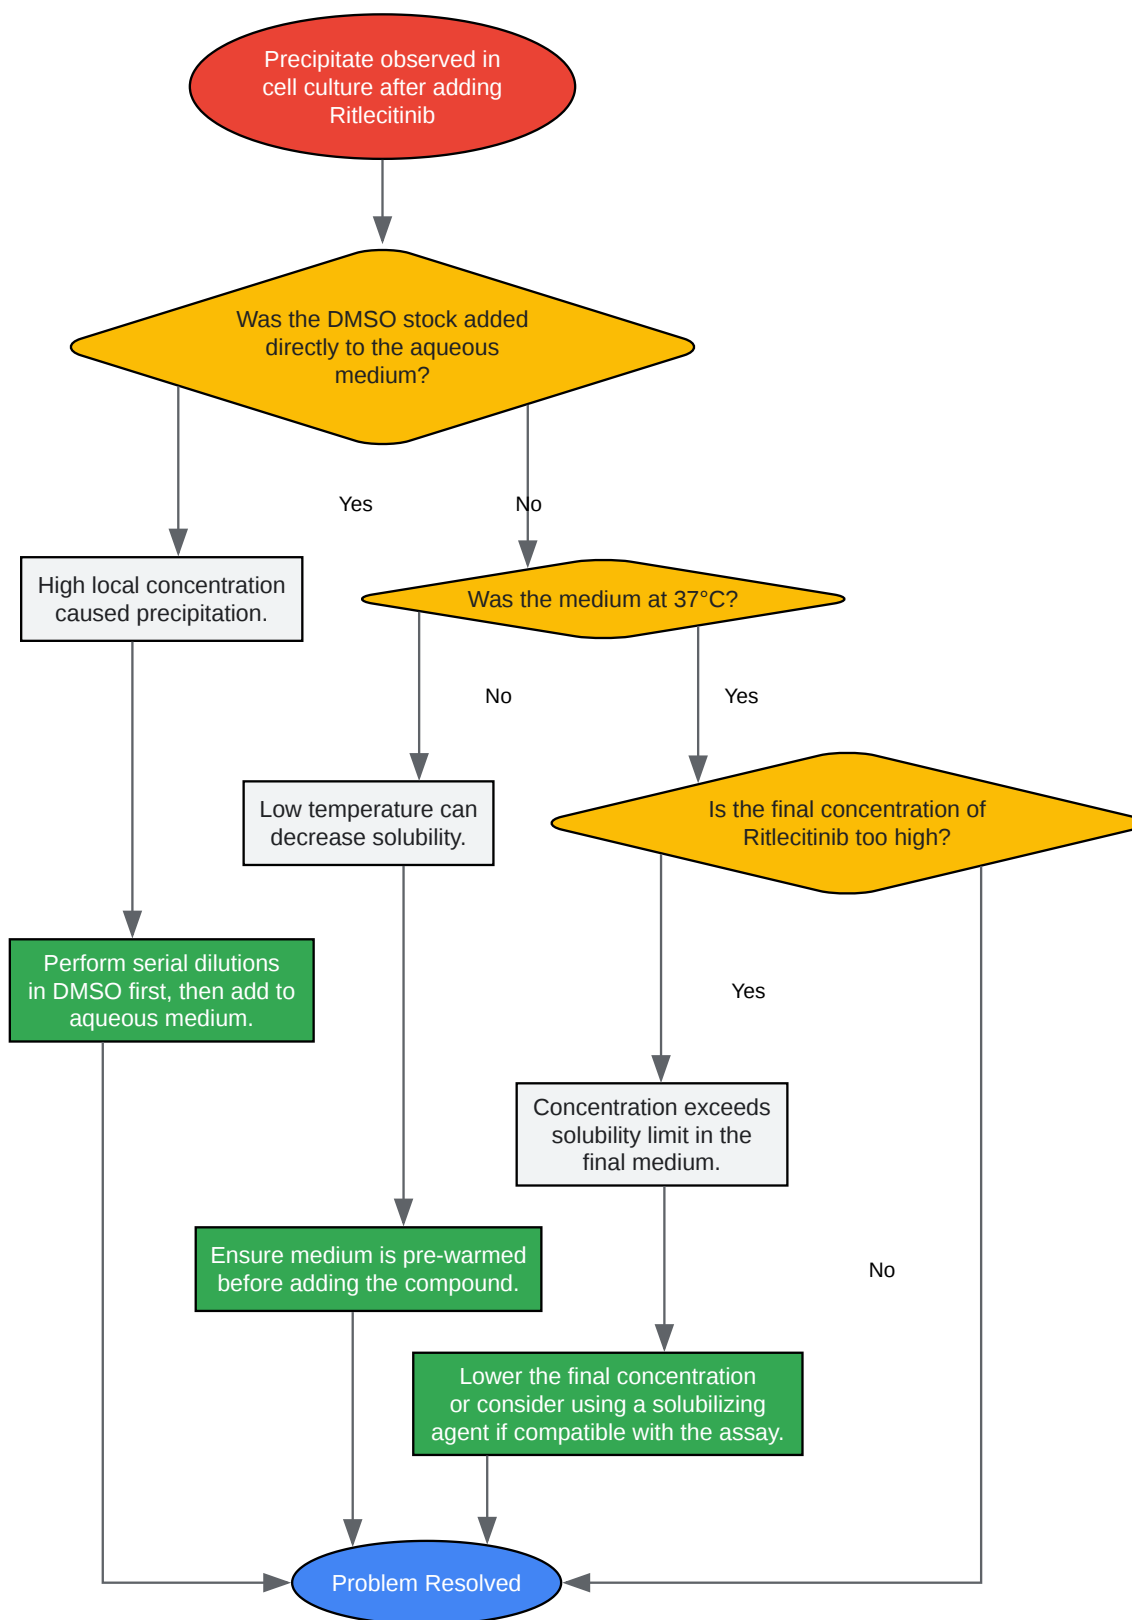 Precipitate observed in
cell culture after adding
Ritlecitinib
Was the DMSO stock added
directly to the aqueous
medium?
Yes
No
High local concentration
caused precipitation.
Was the medium at 37°C?
No
Yes
Low temperature can
decrease solubility.
Is the final concentration of
Ritlecitinib too high?
Perform serial dilutions
in DMSO first, then add to
aqueous medium.
Yes
Concentration exceeds
solubility limit in the
final medium.
Ensure medium is pre-warmed
before adding the compound.
No
Lower the final concentration
or consider using a solubilizing
agent if compatible with the assay.
Problem Resolved